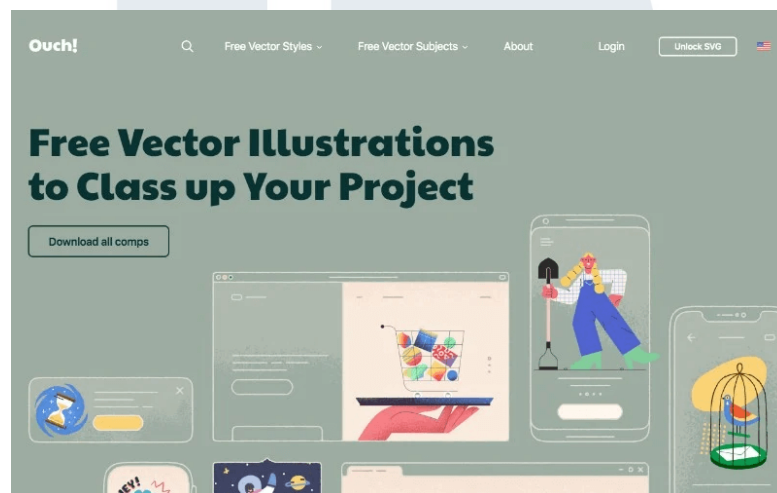 Ouch!
Free Vector Styles
Free Vector Subjects
About
Login
Unlock SVG
Free Vector Illustrations
to Class up Your Project
Download all comps
HEY!